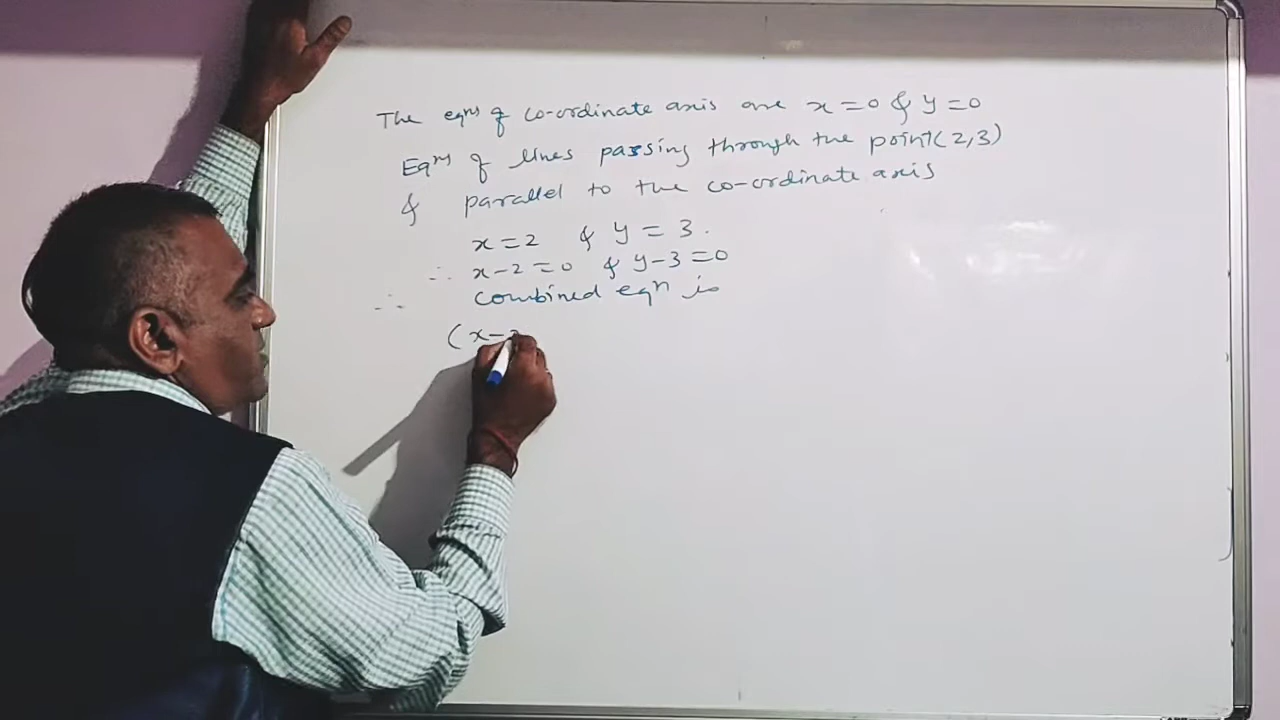 The eqns of co-ordinate axis are x = 0 & y = 0
Eqns of lines passing through the point (2,3)
& parallel to the co-ordinate axis
x = 2 & y = 3.
∴ x-2 = 0 & y-3 = 0
∴ combined eqn is
(x-2